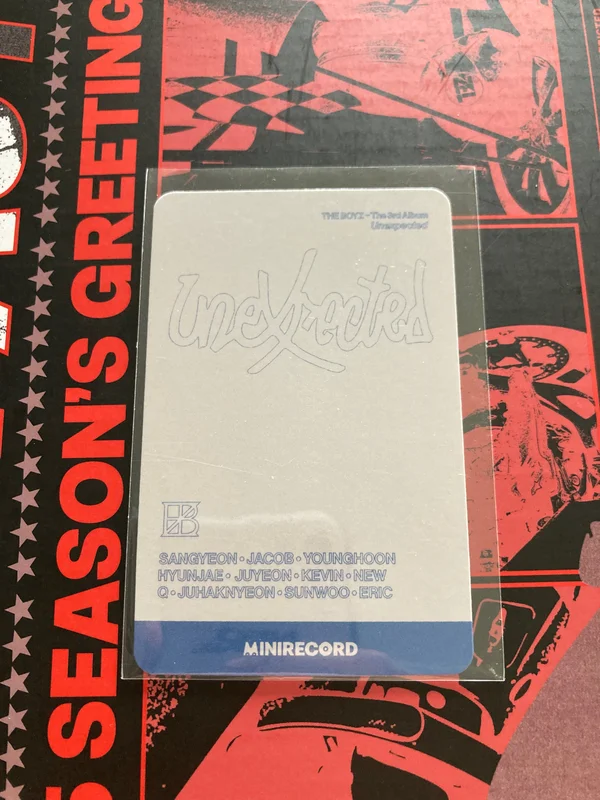 THE BOYZ - The 3rd Album
Unexpected
Unexpected
SANGYEON • JACOB • YOUNGHOON
HYUNJAE • JUYEON • KEVIN • NEW
Q • JUHAKNYEON • SUNWOO • ERIC
MINIRECORD
5 SEASON'S GREETING